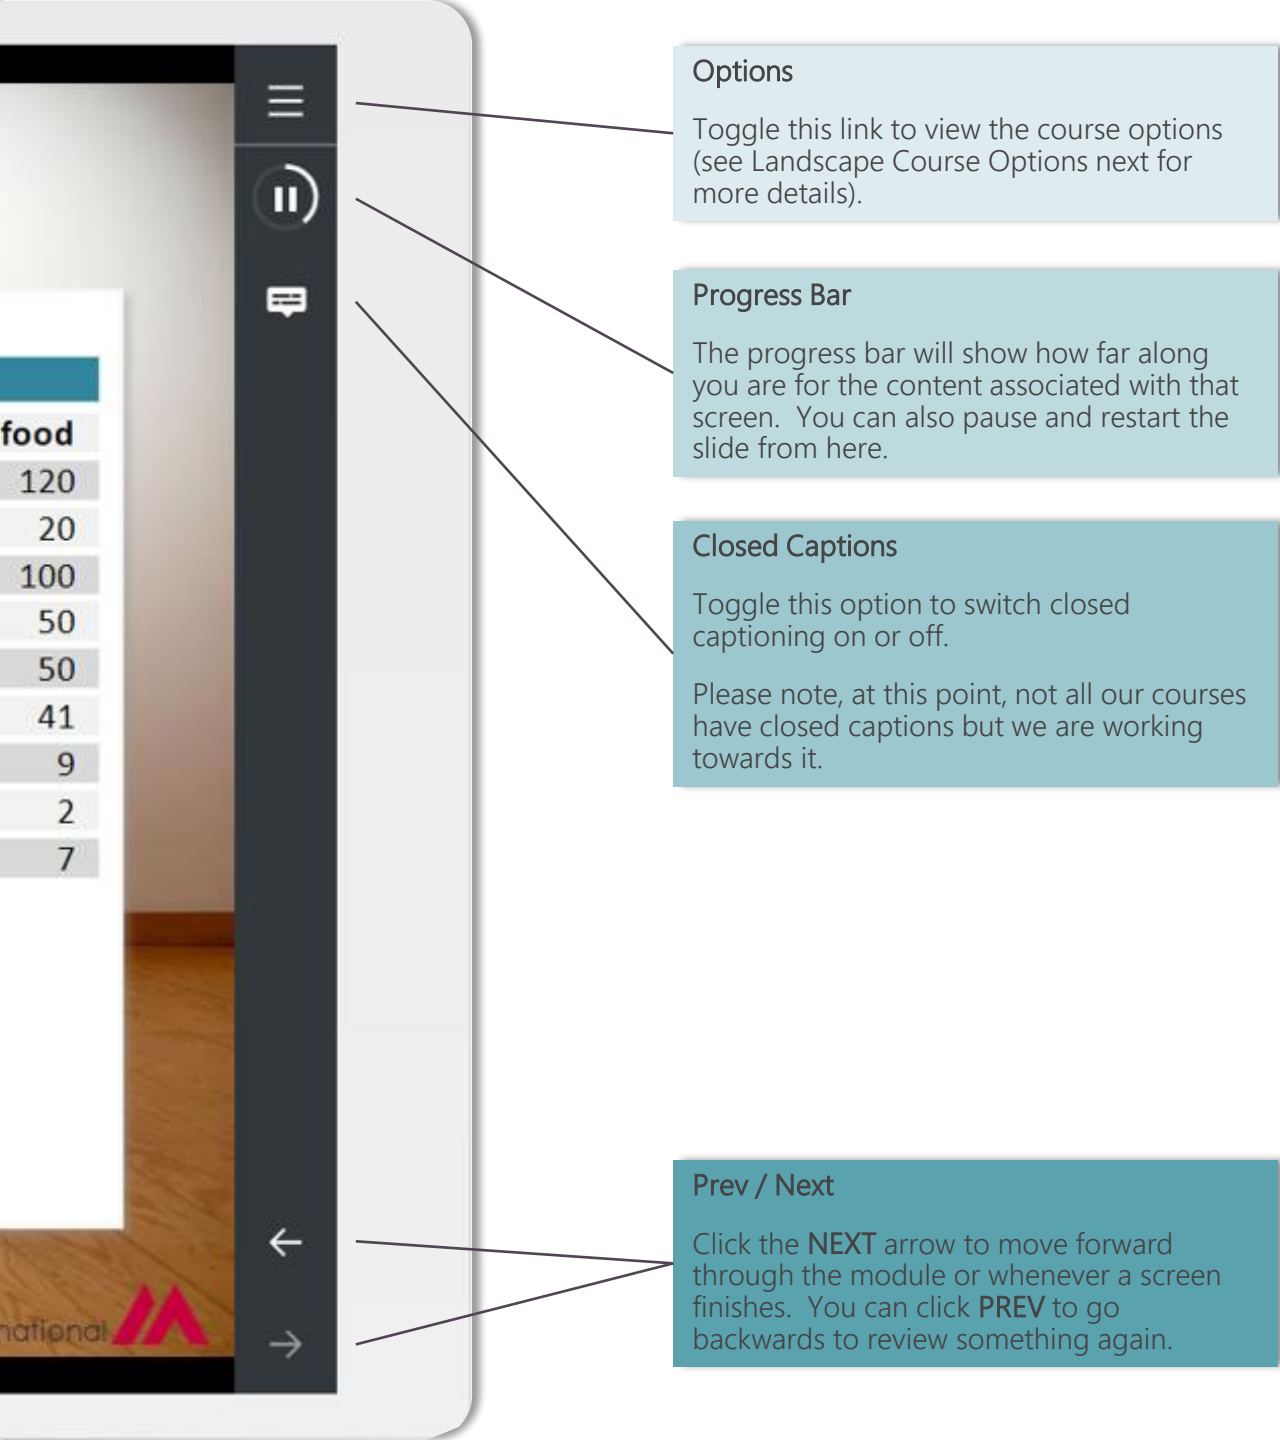 food
120
20
100
50
50
41
9
2
7
national
Options
Toggle this link to view the course options
(see Landscape Course Options next for
more details).
Progress Bar
The progress bar will show how far along
you are for the content associated with that
screen.  You can also pause and restart the
slide from here.
Closed Captions
Toggle this option to switch closed
captioning on or off.
Please note, at this point, not all our courses
have closed captions but we are working
towards it.
Prev / Next
Click the NEXT arrow to move forward
through the module or whenever a screen
finishes.  You can click PREV to go
backwards to review something again.